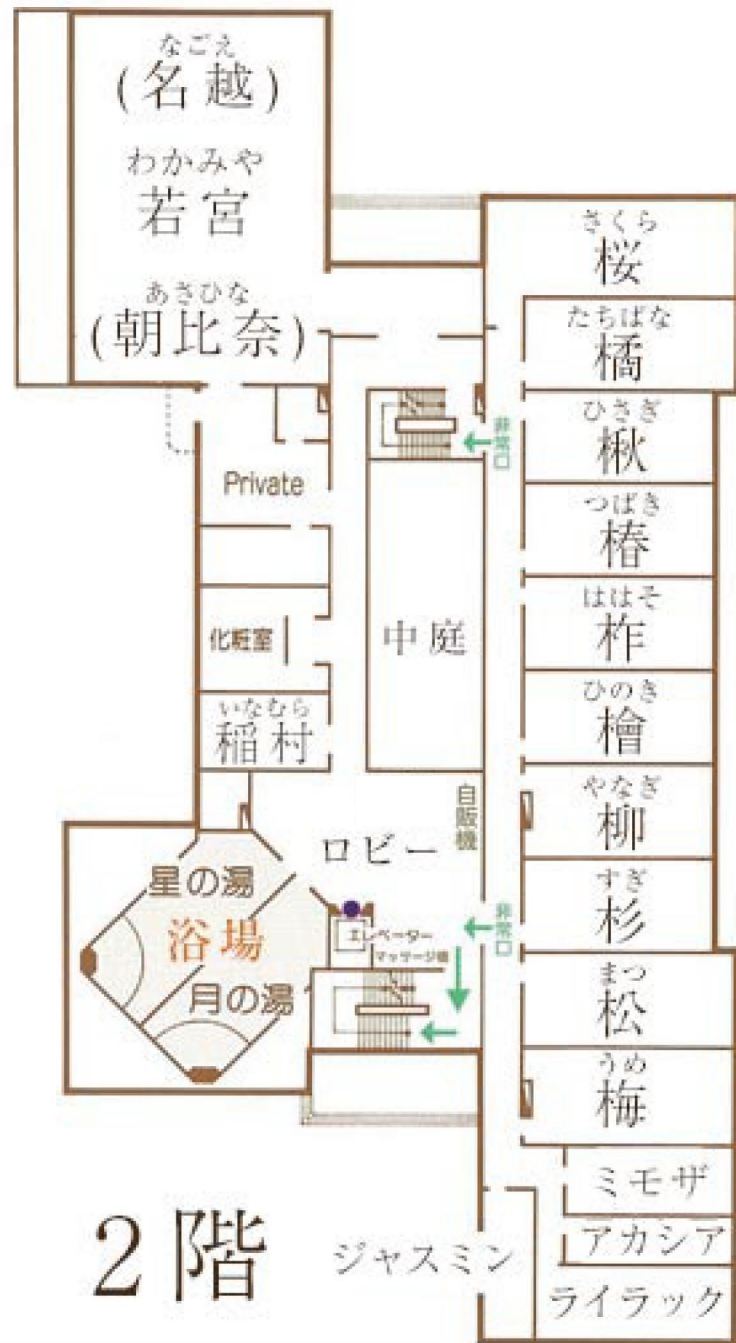 なごえ
(名越)
わかみや
若宮
あさひな
(朝比奈)
さくら
桜
たちばな
橘
ひさぎ
楸
非常口
Private
つばき
椿
ははそ
柞
化粧室
中庭
ひのき
檜
いなむら
稲村
やなぎ
柳
自販機
ロビー
星の湯
すぎ
杉
浴場
非常口
エレベーター
マッサージ機
月の湯
まつ
松
うめ
梅
ミモザ
アカシア
ジャスミン
ライラック
2階